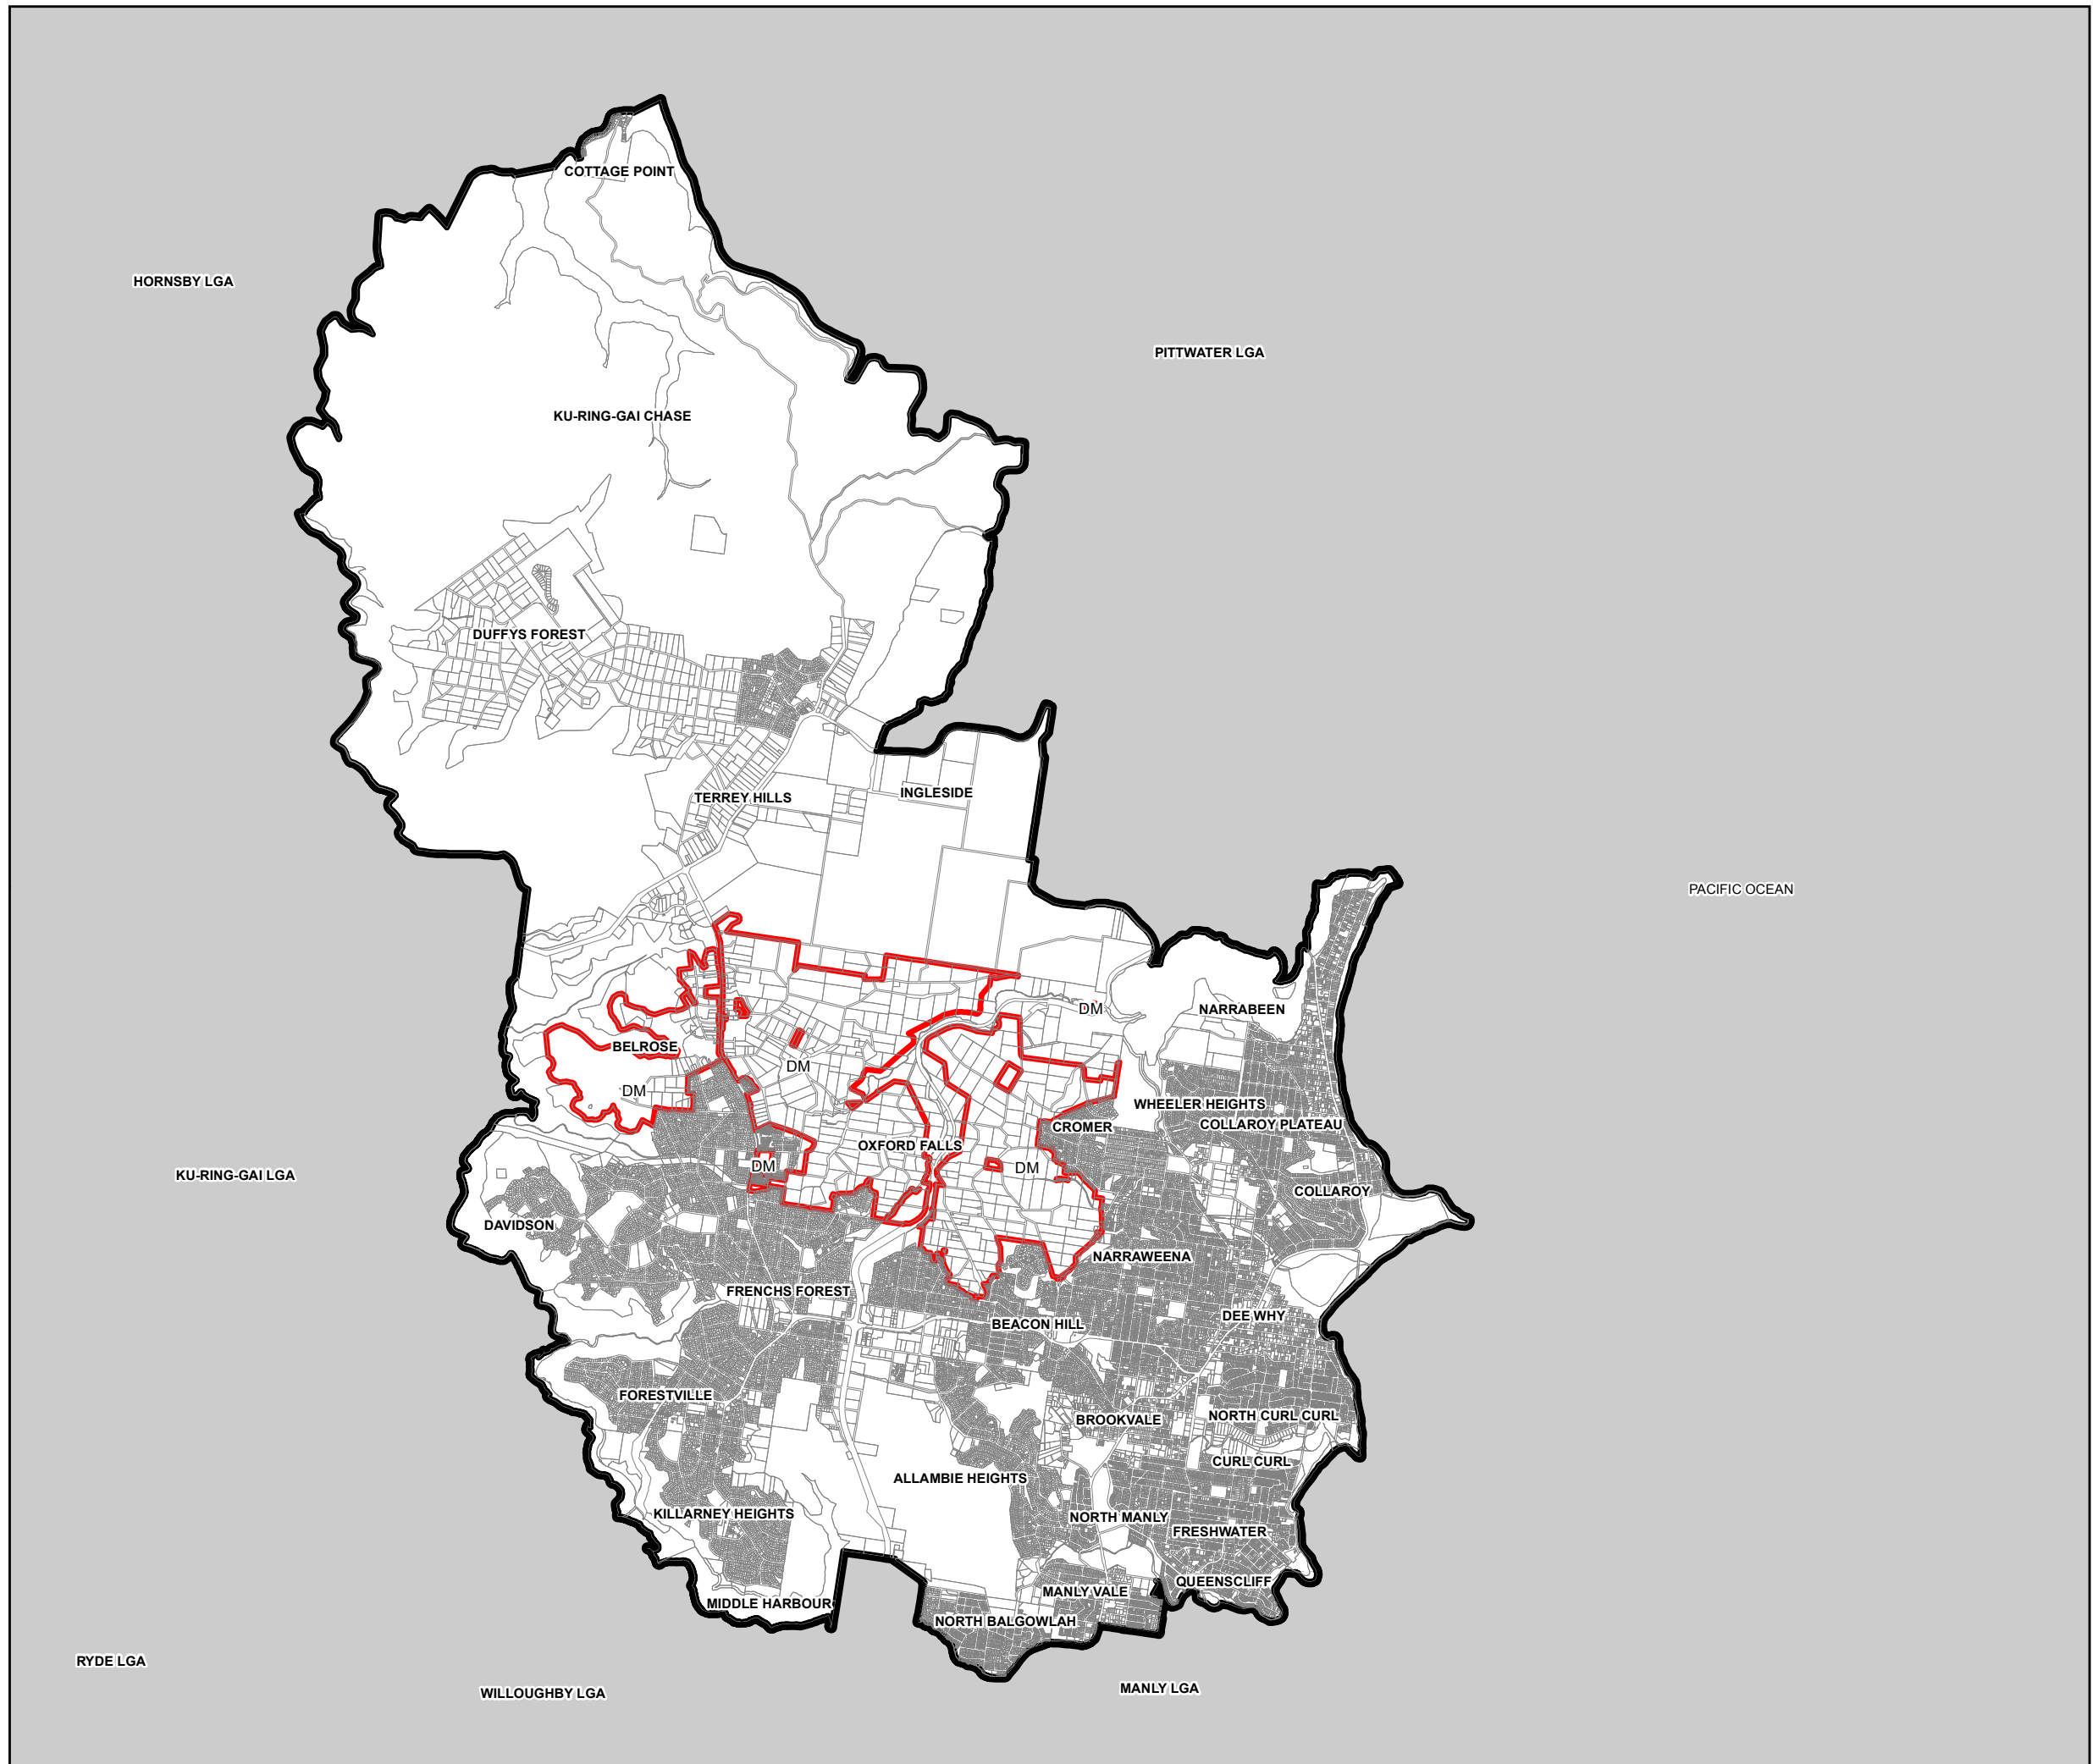 COTTAGE POINT
HORNSBY LGA
PITTWATER LGA
KU-RING-GAI CHASE
DUFFYS FOREST
INGLESIDE
TERREY HILLS
PACIFIC OCEAN
DM
NARRABEEN
BELROSE
DM
DM
WHEELER HEIGHTS
COLLAROY PLATEAU
CROMER
OXFORD FALLS
DM
DM
KU-RING-GAI LGA
COLLAROY
DAVIDSON
NARRAWEENA
FRENCHS FOREST
DEE WHY
BEACON HILL
FORESTVILLE
NORTH CURL CURL
BROOKVALE
CURL CURL
ALLAMBIE HEIGHTS
KILLARNEY HEIGHTS
NORTH MANLY
FRESHWATER
QUEENSCLIFF
MANLY VALE
MIDDLE HARBOUR
NORTH BALGOWLAH
RYDE LGA
MANLY LGA
WILLOUGHBY LGA